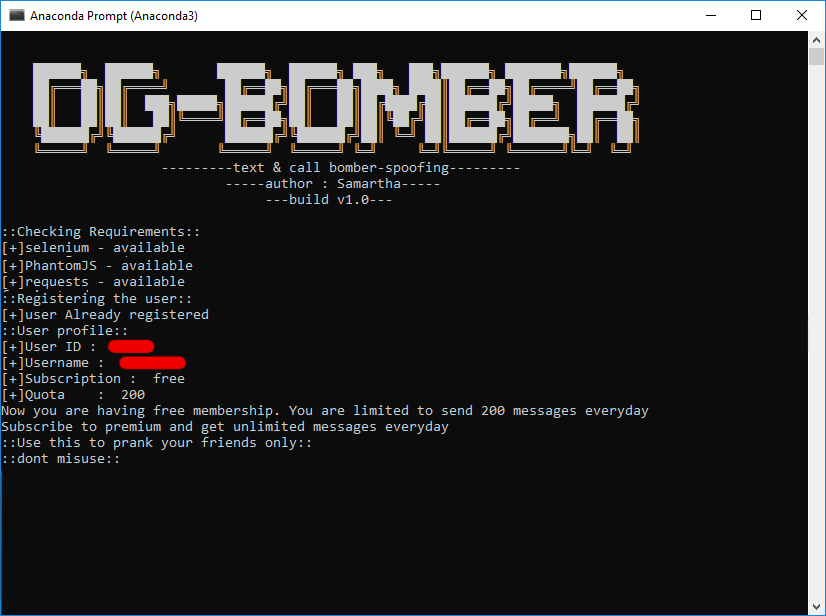 Anaconda Prompt (Anaconda3)
DG-BOMBER
---------text & call bomber-spoofing---------
-----author : Samartha-----
---build v1.0---
::Checking Requirements::
[+]selenium - available
[+]PhantomJS - available
[+]requests - available
::Registering the user::
[+]user Already registered
::User profile::
[+]User ID :
[+]Username :
[+]Subscription :  free
[+]Quota    :  200
Now you are having free membership. You are limited to send 200 messages everyday
Subscribe to premium and get unlimited messages everyday
::Use this to prank your friends only::
::dont misuse::